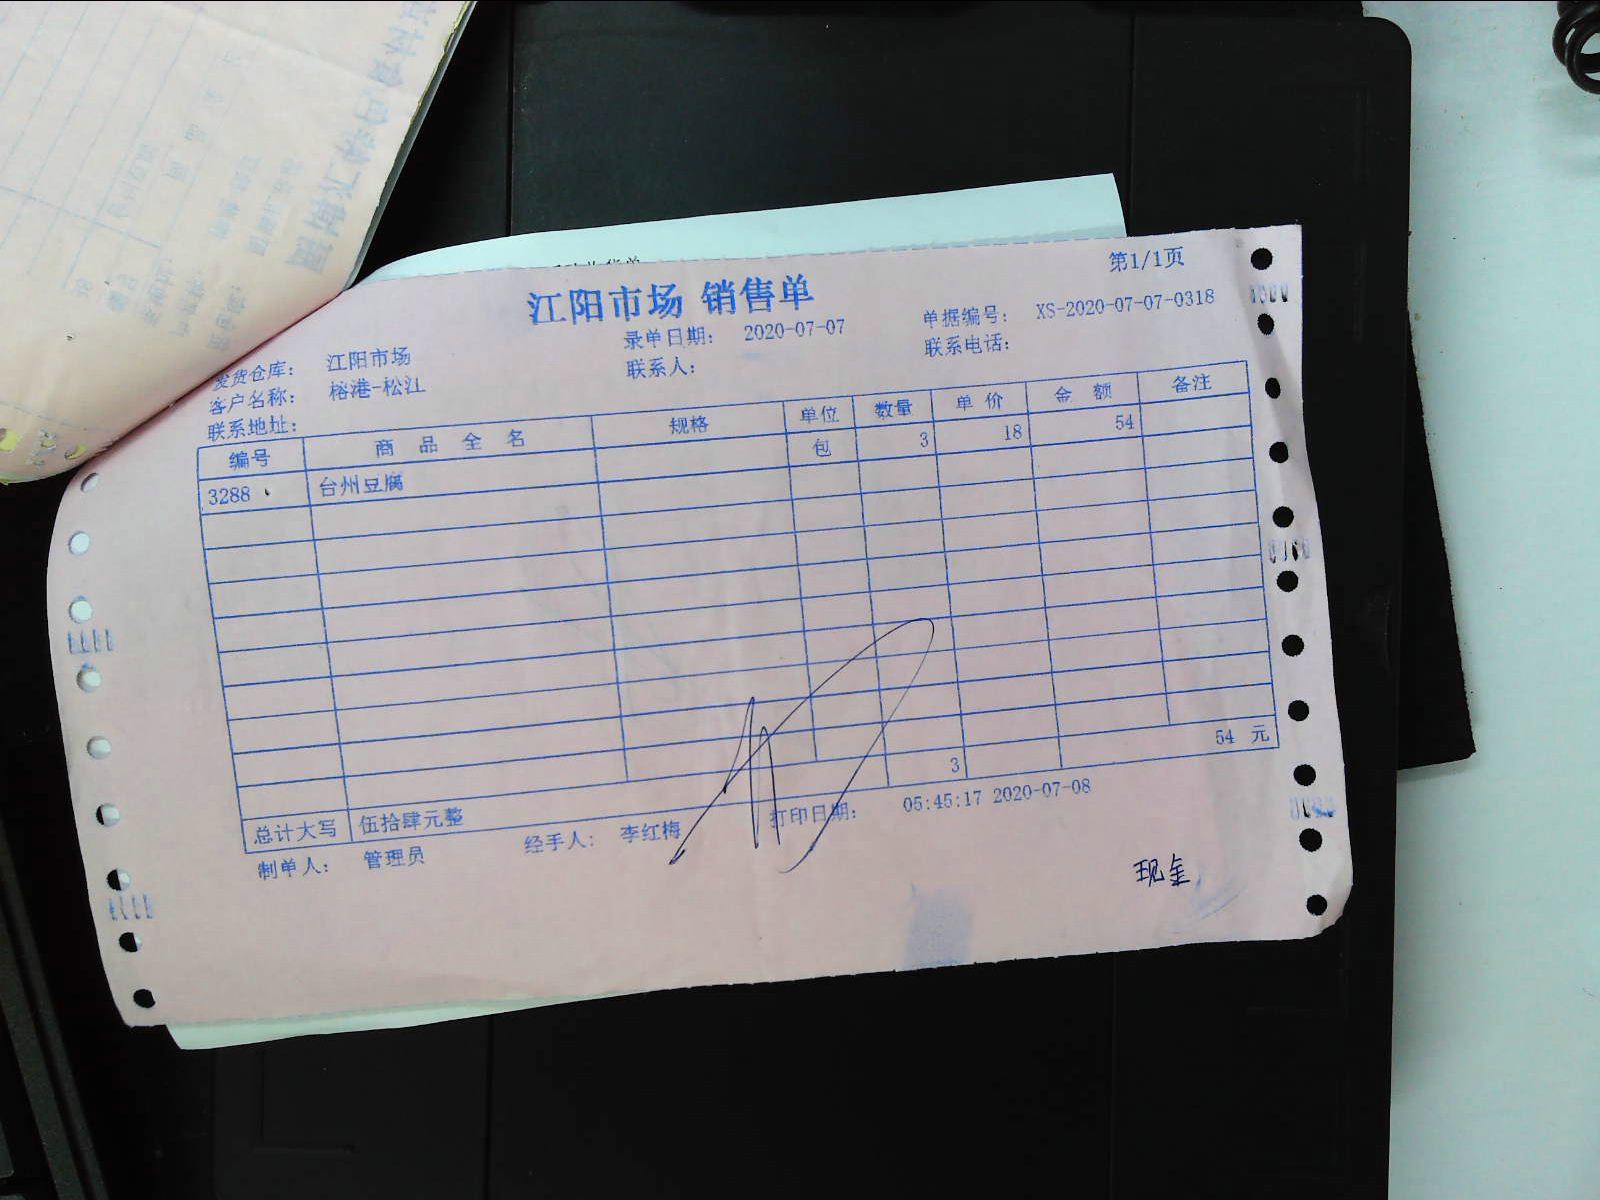 第1/1页
江阳市场 销售单
录单日期： 2020-07-07 单据编号： XS-2020-07-07-0318
发货仓库： 江阳市场 联系人： 联系电话：
客户名称： 榕港-松江
联系地址：
编号 商 品 全 名 规格 单位 数量 单 价 金 额 备注
3288 台州豆腐 包 3 18 54
3 54 元
总计大写 伍拾肆元整
制单人： 管理员 经手人： 李红梅 打印日期： 05:45:17 2020-07-08
现金